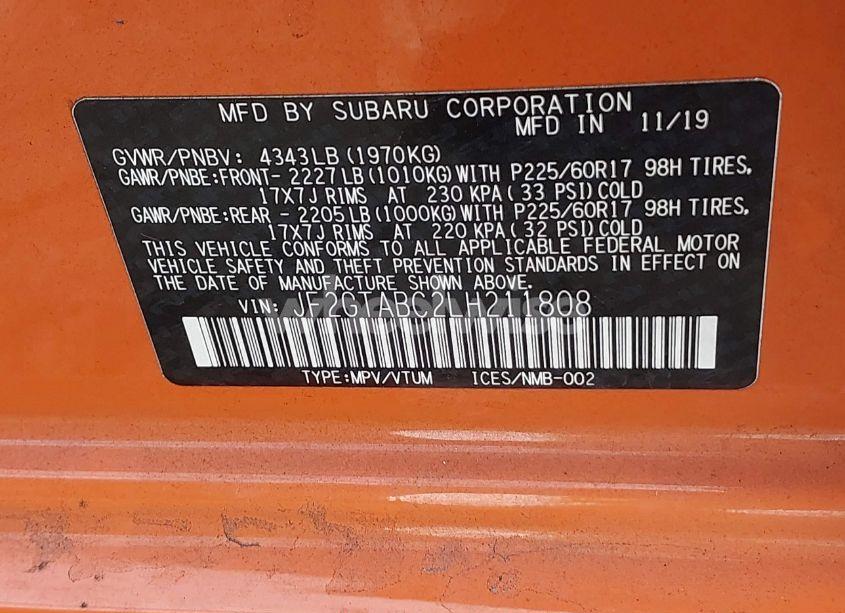 MFD BY SUBARU CORPORATION
MFD IN 11/19
GVWR/PNBV: 4343LB (1970KG)
GAWR/PNBE:FRONT- 2227LB (1010KG) WITH P225/60R17 98H TIRES,
17X7J RIMS AT 230 KPA( 33 PSI) COLD
GAWR/PNBE:REAR - 2205LB (1000KG) WITH P225/60R17 98H TIRES,
17X7J RIMS AT 220 KPA( 32 PSI) COLD
THIS VEHICLE CONFORMS TO ALL APPLICABLE FEDERAL MOTOR
VEHICLE SAFETY AND THEFT PREVENTION STANDARDS IN EFFECT ON
THE DATE OF MANUFACTURE SHOWN ABOVE.
VIN: JF2GTABC2LH211808
TYPE:MPV/VTUM ICES/NMB-002